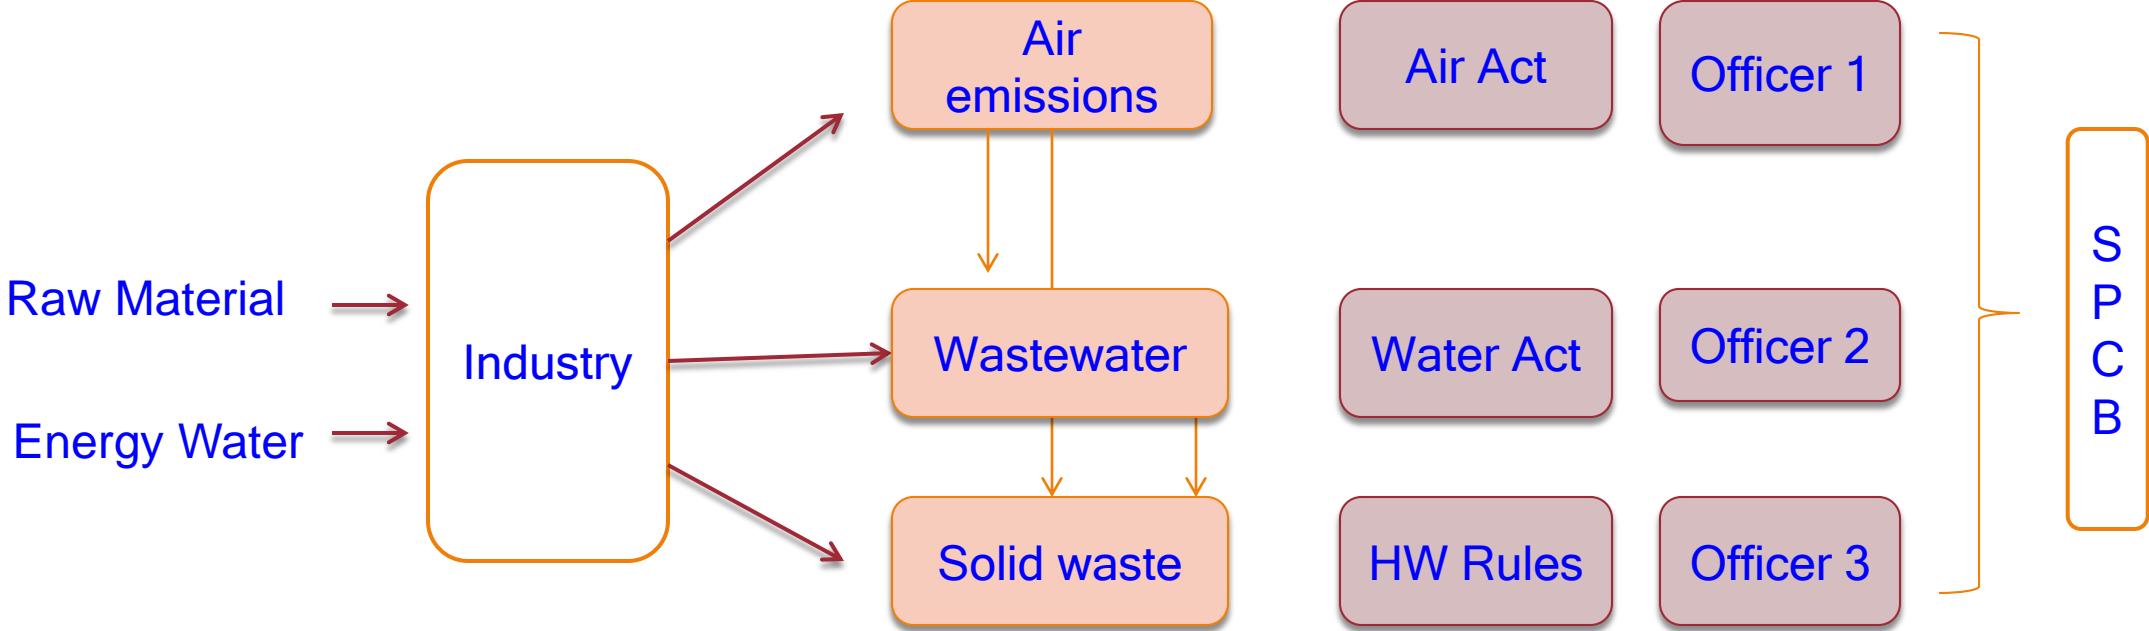 Air
emissions
Air Act
Officer 1
Raw Material
Industry
Energy Water
Wastewater
Water Act
Officer 2
Solid waste
HW Rules
Officer 3
S
P
C
B